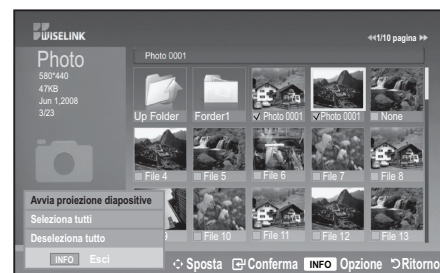 WISELINK
◄◄1/10 pagina ►►
Photo
580*440
47KB
Jun 1,2008
3/23
Photo 0001
Up Folder
Forder1
Photo 0001
Photo 0001
None
File 4
File 5
File 6
File 7
File 8
Avvia proiezione diapositive
Seleziona tutti
Deseleziona tutto
INFO Esci
9
File 10
File 11
File 12
File 13
Sposta Conferma INFO Opzione Ritorno